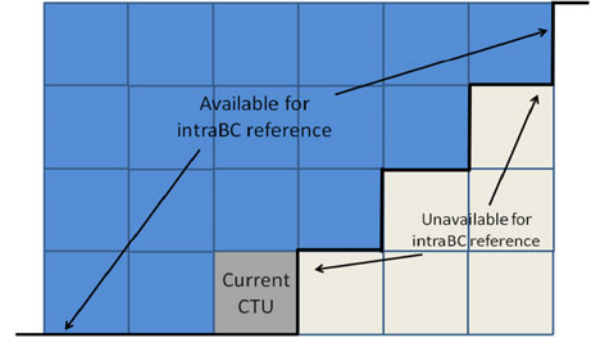 Available for
intraBC reference
Unavailable for
intraBC reference
Current
CTU